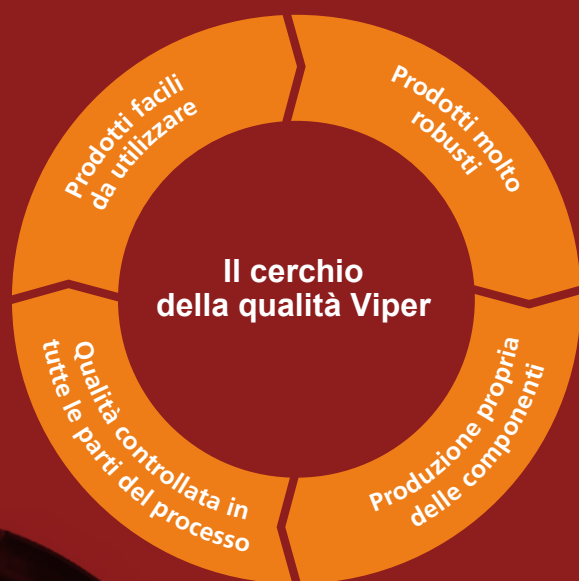 Prodotti facili
da utilizzare
Prodotti molto
robusti
Il cerchio
della qualità Viper
Produzione propria
delle componenti
Qualità controllata in
tutte le parti del processo